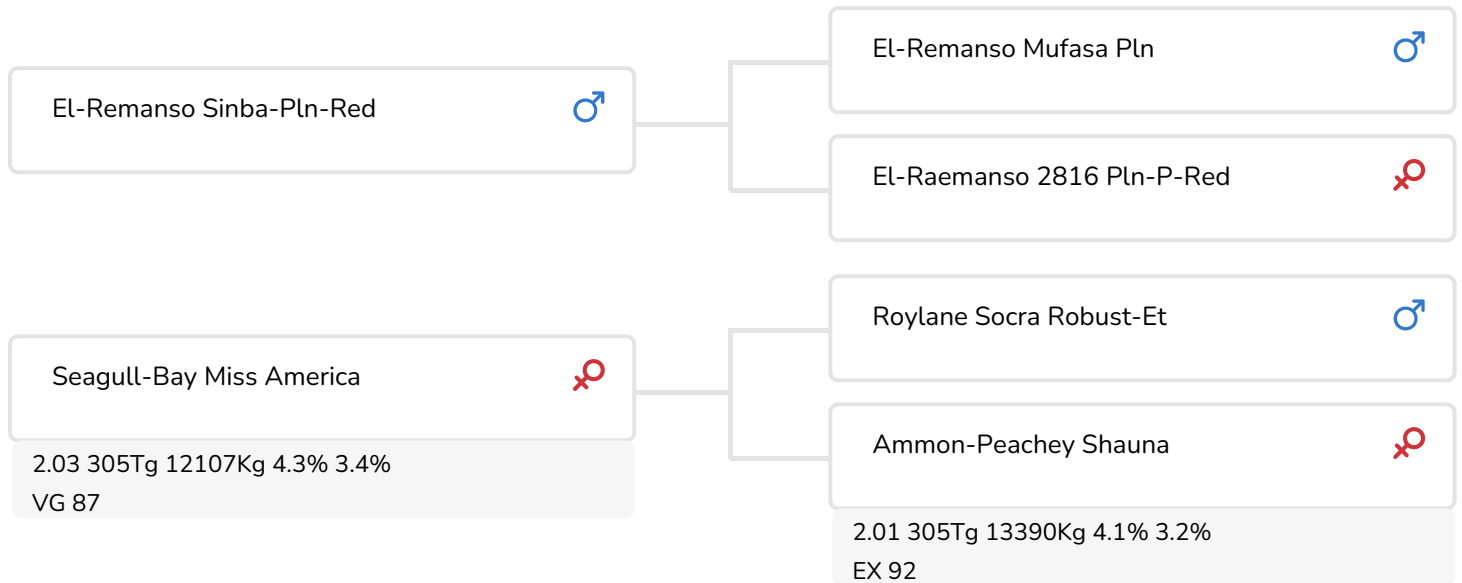 El-Remanso Sinba-Pln-Red
El-Remanso Mufasa Pln
El-Raemanso 2816 Pln-P-Red
Seagull-Bay Miss America
2.03 305Tg 12107Kg 4.3% 3.4%
VG 87
Roylane Socra Robust-Et
Ammon-Peachey Shauna
2.01 305Tg 13390Kg 4.1% 3.2%
EX 92